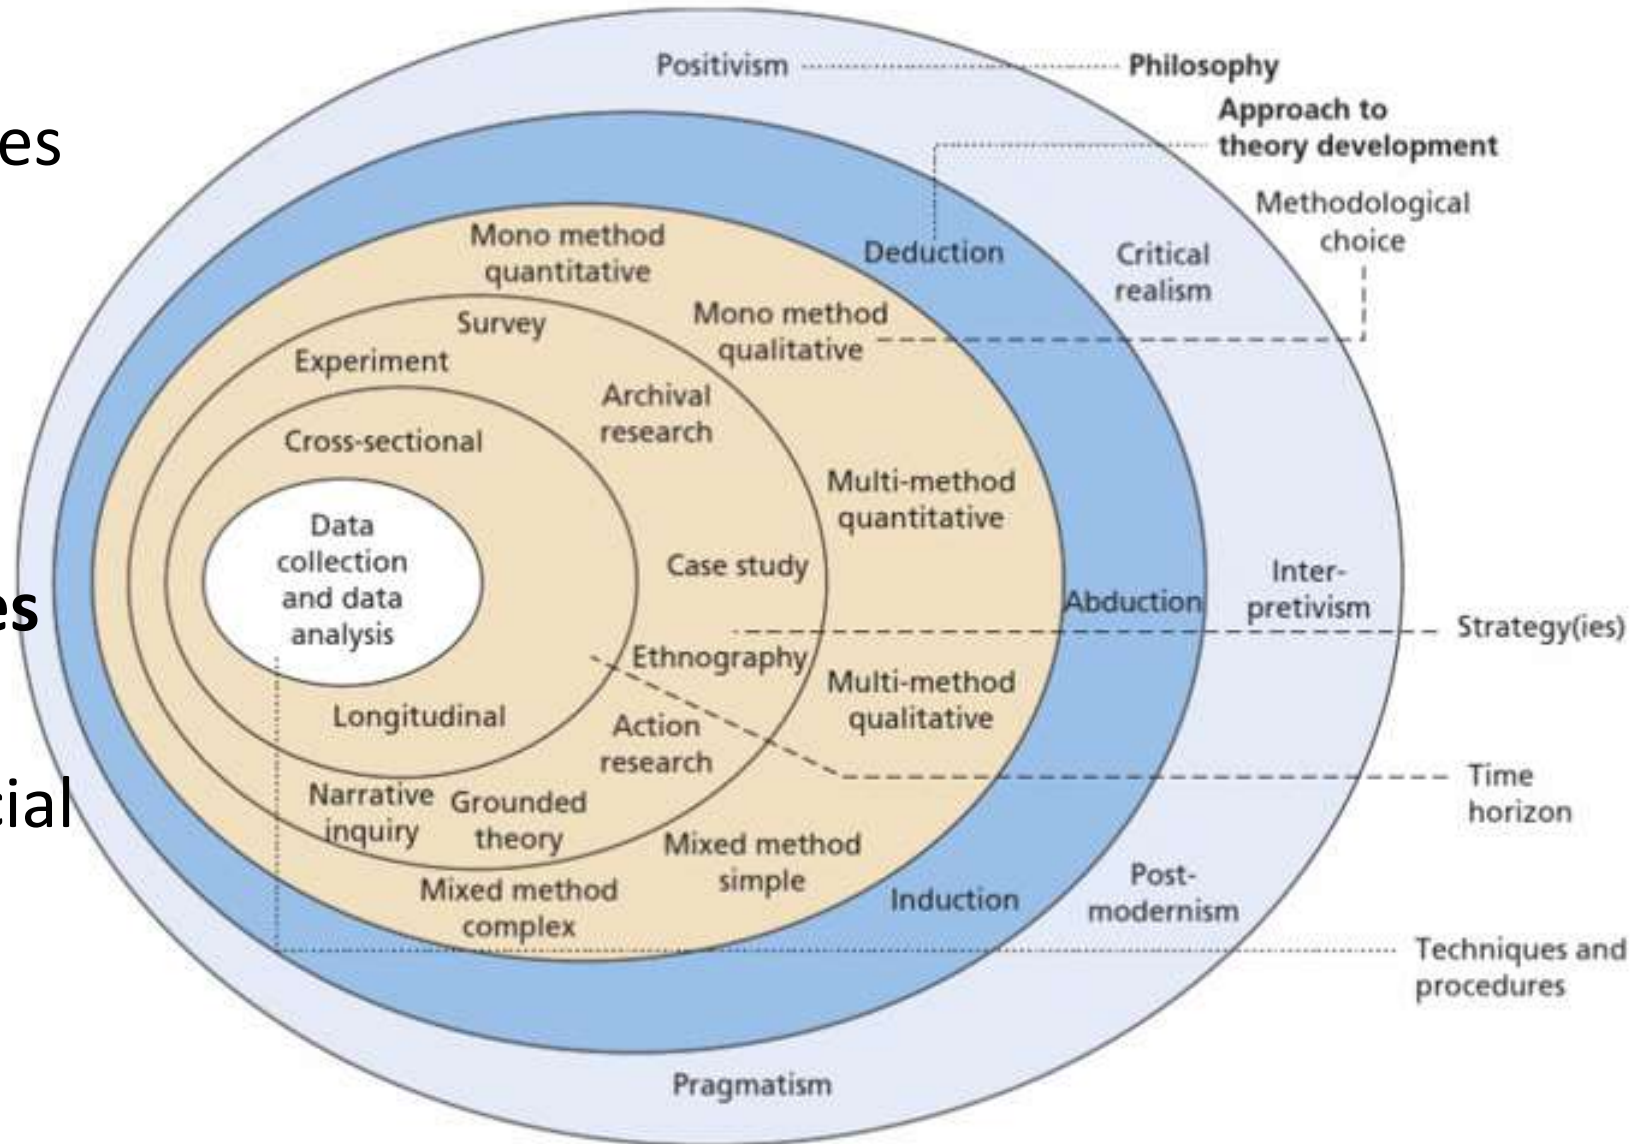 Positivism
Philosophy
Approach to
theory development
es
Methodological
choice
Mono method
quantitative
Deduction
Critical
realism
Survey
Mono method
qualitative
Experiment
Archival
research
Cross-sectional
Multi-method
quantitative
Data
collection
and data
analysis
Case study
Inter-
pretivism
Abduction
es
Strategy(ies)
Ethnography
Multi-method
qualitative
Longitudinal
Action
research
Time
horizon
cial
Narrative
inquiry
Grounded
theory
Mixed method
simple
Mixed method
complex
Induction
Post-
modernism
Techniques and
procedures
Pragmatism